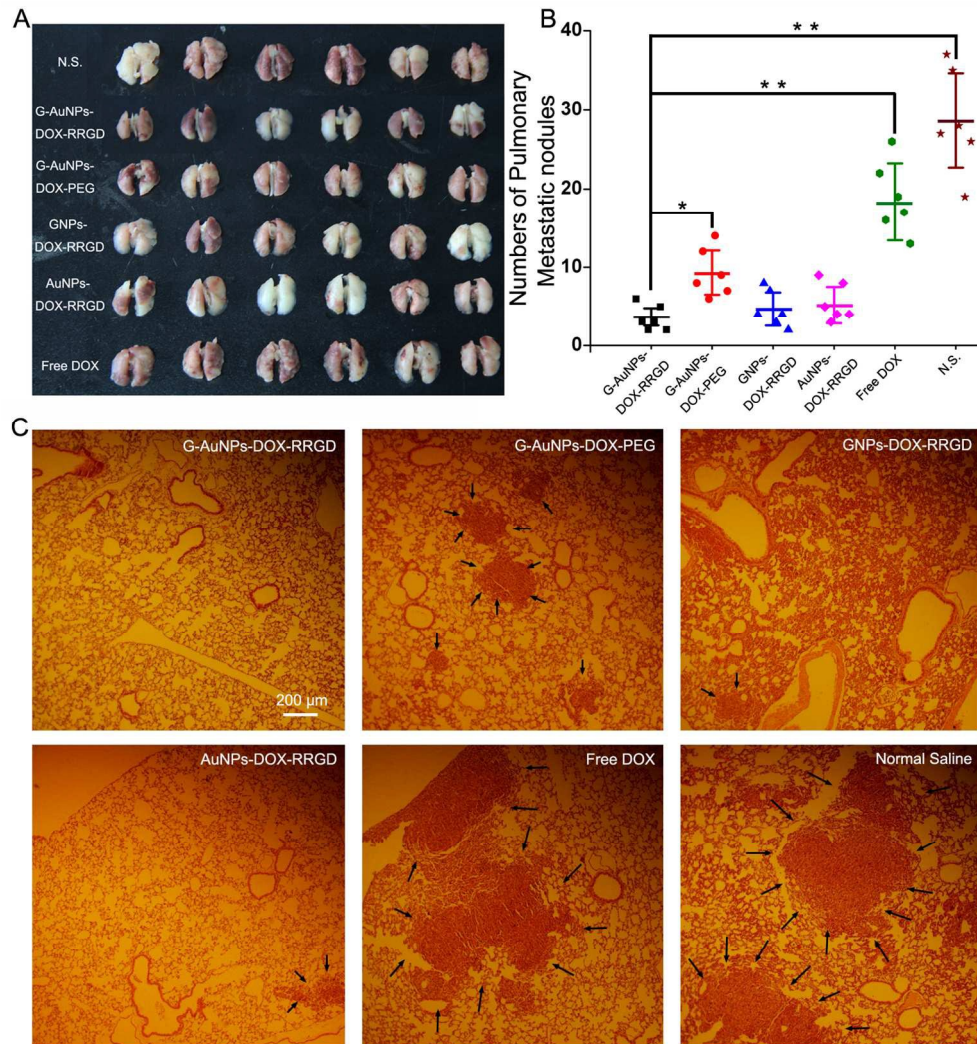 A
N.S.
G-AuNPs-
DOX-RRGD
G-AuNPs-
DOX-PEG
GNPs-
DOX-RRGD
AuNPs-
DOX-RRGD
Free DOX
B
Numbers of Pulmonary
Metastatic nodules
40
30
20
10
0
* *
* *
*
G-AuNPs-
DOX-RRGD
G-AuNPs-
DOX-PEG
GNPs-
DOX-RRGD
AuNPs-
DOX-RRGD
Free DOX
N.S.
C
G-AuNPs-DOX-RRGD
200 µm
G-AuNPs-DOX-PEG
GNPs-DOX-RRGD
AuNPs-DOX-RRGD
Free DOX
Normal Saline